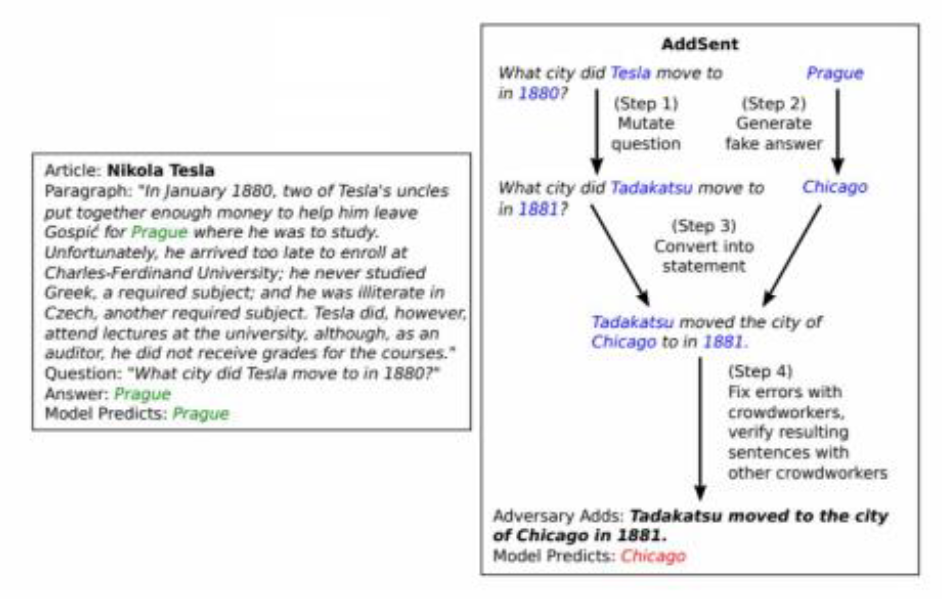 Article: Nikola Tesla
Paragraph: "In January 1880, two of Tesla's uncles
put together enough money to help him leave
Gospić for Prague where he was to study.
Unfortunately, he arrived too late to enroll at
Charles-Ferdinand University; he never studied
Greek, a required subject; and he was illiterate in
Czech, another required subject. Tesla did, however,
attend lectures at the university, although, as an
auditor, he did not receive grades for the courses."
Question: "What city did Tesla move to in 1880?"
Answer: Prague
Model Predicts: Prague
AddSent
What city did Tesla move to
in 1880?
Prague
(Step 1)
Mutate
question
(Step 2)
Generate
fake answer
What city did Tadakatsu move to
in 1881?
Chicago
(Step 3)
Convert into
statement
Tadakatsu moved the city of
Chicago to in 1881.
(Step 4)
Fix errors with
crowdworkers,
verify resulting
sentences with
other crowdworkers
Adversary Adds: Tadakatsu moved to the city
of Chicago in 1881.
Model Predicts: Chicago